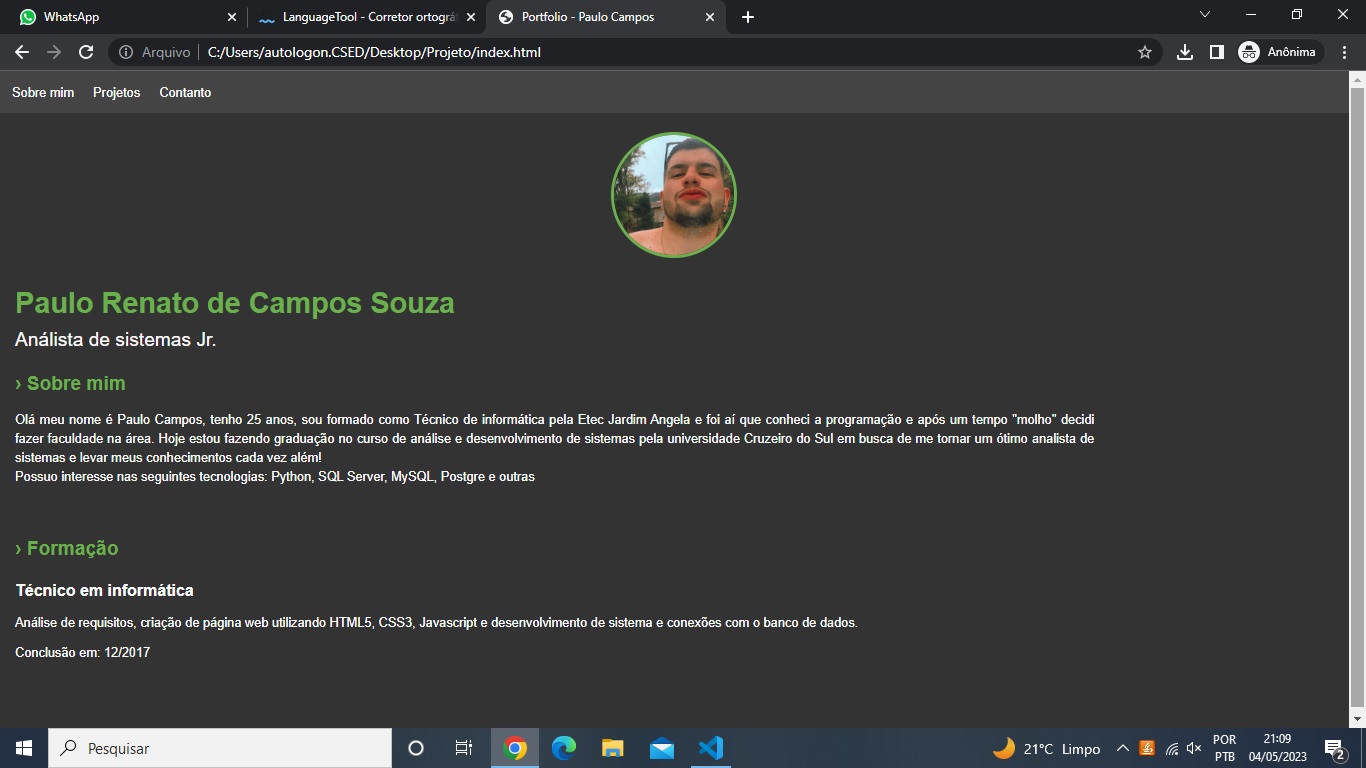 WhatsApp
LanguageTool - Corretor ortográf
Portfolio - Paulo Campos
Arquivo
C:/Users/autologon.CSED/Desktop/Projeto/index.html
Anônima
Sobre mim Projetos Contanto
Paulo Renato de Campos Souza
Análista de sistemas Jr.
› Sobre mim
Olá meu nome é Paulo Campos, tenho 25 anos, sou formado como Técnico de informática pela Etec Jardim Angela e foi aí que conheci a programação e após um tempo "molho" decidi
fazer faculdade na área. Hoje estou fazendo graduação no curso de análise e desenvolvimento de sistemas pela universidade Cruzeiro do Sul em busca de me tornar um ótimo analista de
sistemas e levar meus conhecimentos cada vez além!
Possuo interesse nas seguintes tecnologias: Python, SQL Server, MySQL, Postgre e outras
› Formação
Técnico em informática
Análise de requisitos, criação de página web utilizando HTML5, CSS3, Javascript e desenvolvimento de sistema e conexões com o banco de dados.
Conclusão em: 12/2017
Pesquisar
21°C Limpo
POR
PTB
21:09
04/05/2023
2